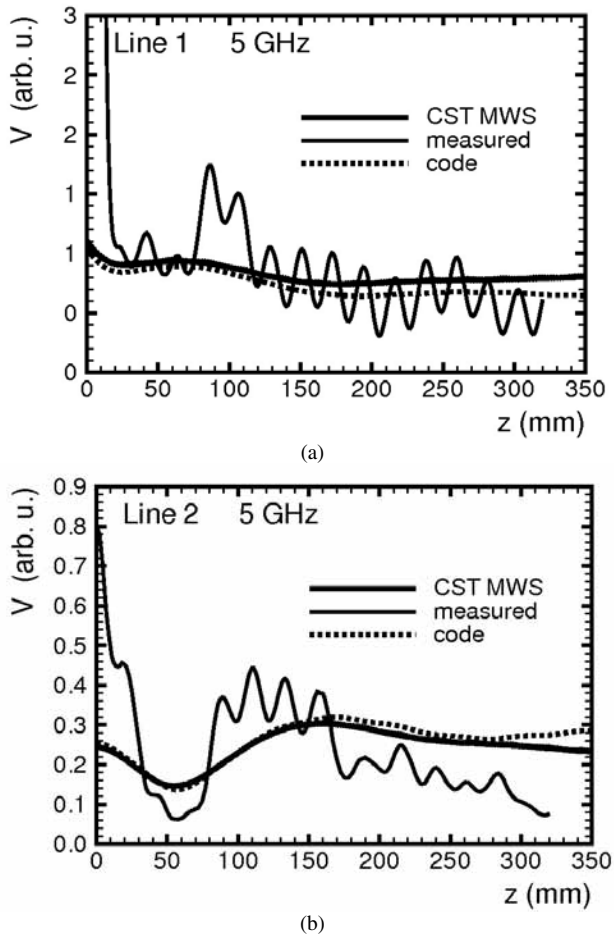 Line 1 5 GHz
V (arb. u.)
3
2
2
1
1
0
0
CST MWS
measured
code
0 50 100 150 200 250 300 350
z (mm)
(a)
Line 2 5 GHz
V (arb. u.)
0.9
0.8
0.7
0.6
0.5
0.4
0.3
0.2
0.1
0.0
CST MWS
measured
code
0 50 100 150 200 250 300 350
z (mm)
(b)